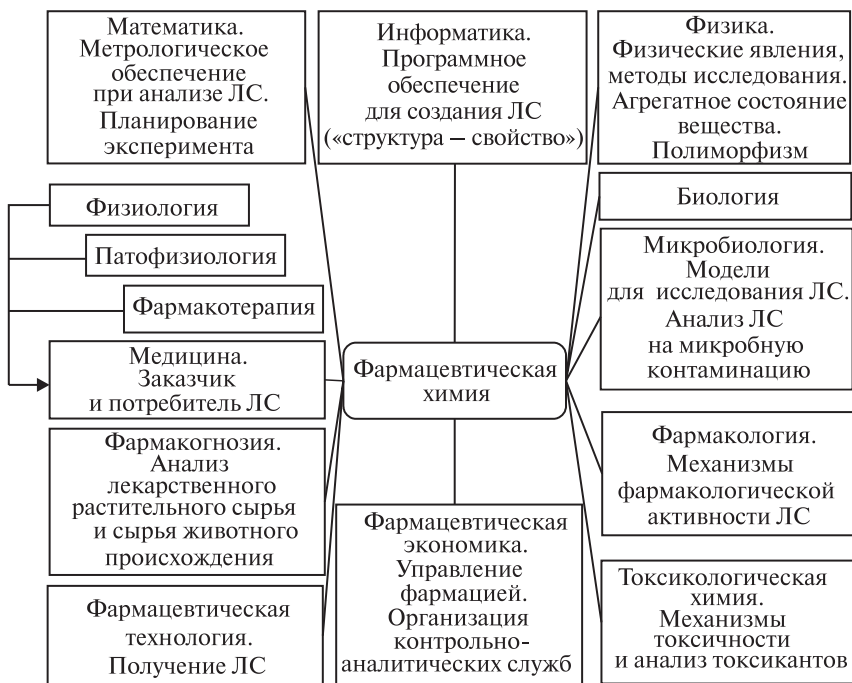 Математика.
Метрологическое
обеспечение
при анализе ЛС.
Планирование
эксперимента
Информатика.
Программное
обеспечение
для создания ЛС
(«структура – свойство»)
Физика.
Физические явления,
методы исследования.
Агрегатное состояние
вещества.
Полиморфизм
Физиология
Патофизиология
Фармакотерапия
Медицина.
Заказчик
и потребитель ЛС
Фармацевтическая
химия
Биология
Микробиология.
Модели
для исследования ЛС.
Анализ ЛС
на микробную
контаминацию
Фармакогнозия.
Анализ
лекарственного
растительного сырья
и сырья животного
происхождения
Фармакология.
Механизмы
фармакологической
активности ЛС
Фармацевтическая
технология.
Получение ЛС
Фармацевтическая
экономика.
Управление
фармацией.
Организация
контрольно-
аналитических служб
Токсикологическая
химия.
Механизмы
токсичности
и анализ токсикантов